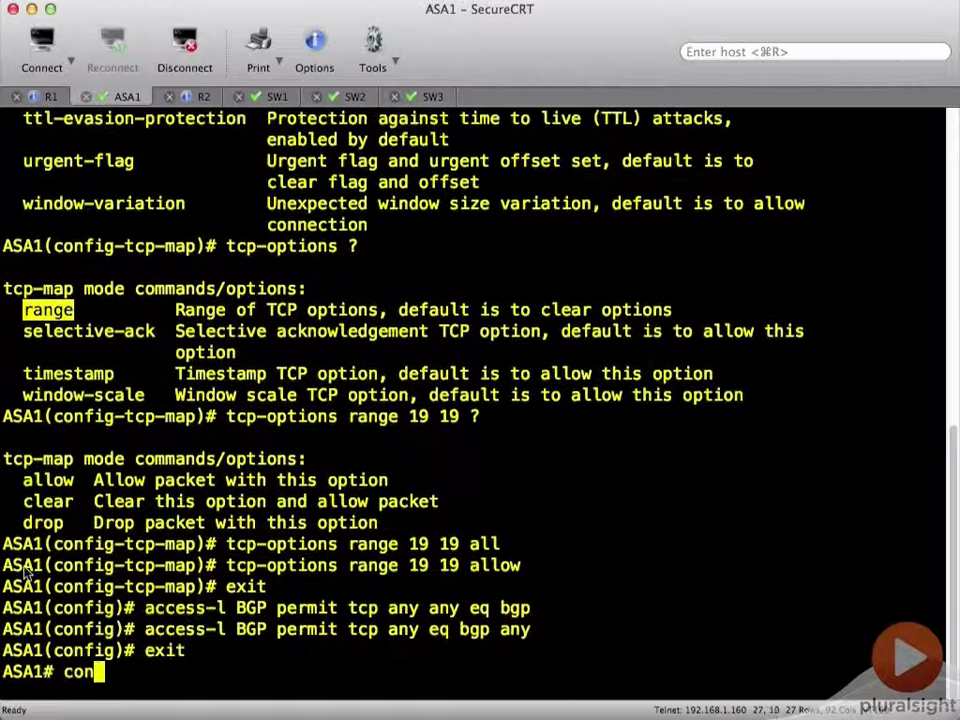 ASA1 - SecureCRT
Connect
Reconnect
Disconnect
Print
Options
Tools
Enter host <⌘R>
R1
ASA1
R2
SW1
SW2
SW3
ttl-evasion-protection  Protection against time to live (TTL) attacks,
enabled by default
urgent-flag             Urgent flag and urgent offset set, default is to
clear flag and offset
window-variation        Unexpected window size variation, default is to allow
connection
ASA1(config-tcp-map)# tcp-options ?
tcp-map mode commands/options:
range          Range of TCP options, default is to clear options
selective-ack  Selective acknowledgement TCP option, default is to allow this
option
timestamp      Timestamp TCP option, default is to allow this option
window-scale   Window scale TCP option, default is to allow this option
ASA1(config-tcp-map)# tcp-options range 19 19 ?
tcp-map mode commands/options:
allow  Allow packet with this option
clear  Clear this option and allow packet
drop   Drop packet with this option
ASA1(config-tcp-map)# tcp-options range 19 19 all
ASA1(config-tcp-map)# tcp-options range 19 19 allow
ASA1(config-tcp-map)# exit
ASA1(config)# access-l BGP permit tcp any any eq bgp
ASA1(config)# access-l BGP permit tcp any eq bgp any
ASA1(config)# exit
ASA1# con
Ready
Telnet: 192.168.1.160  27, 10  27 Rows, 92 Cols
pluralsight